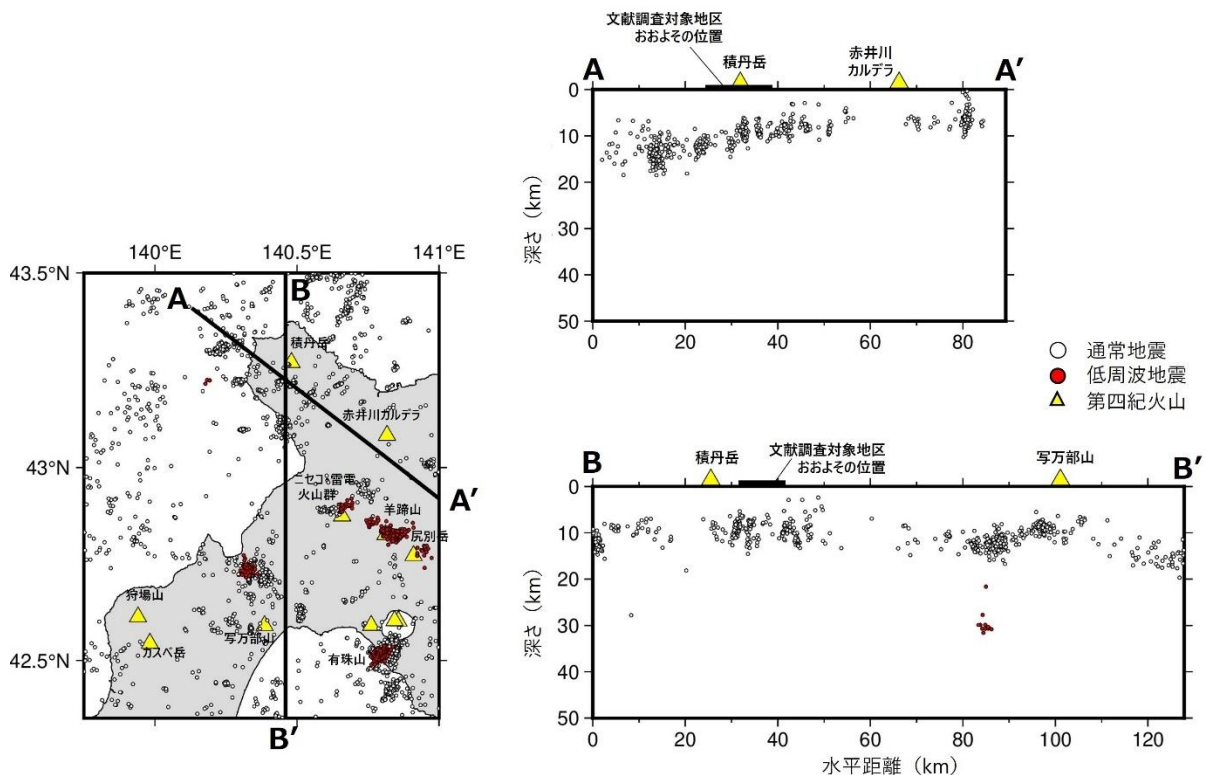 140°E
140.5°E
141°E
43.5°N
43°N
42.5°N
A
B
積丹岳
赤井川カルデラ
A'
ニセコ・雷電
火山群
羊蹄山
尻別岳
狩場山
カスベ岳
写万部山
有珠山
B'
文献調査対象地区
おおよその位置
積丹岳
赤井川
カルデラ
A
A'
0
10
20
30
40
50
深さ（km）
0
20
40
60
80
通常地震
低周波地震
第四紀火山
B
積丹岳
文献調査対象地区
おおよその位置
写万部山
B'
0
10
20
30
40
50
深さ（km）
0
20
40
60
80
100
120
水平距離（km）